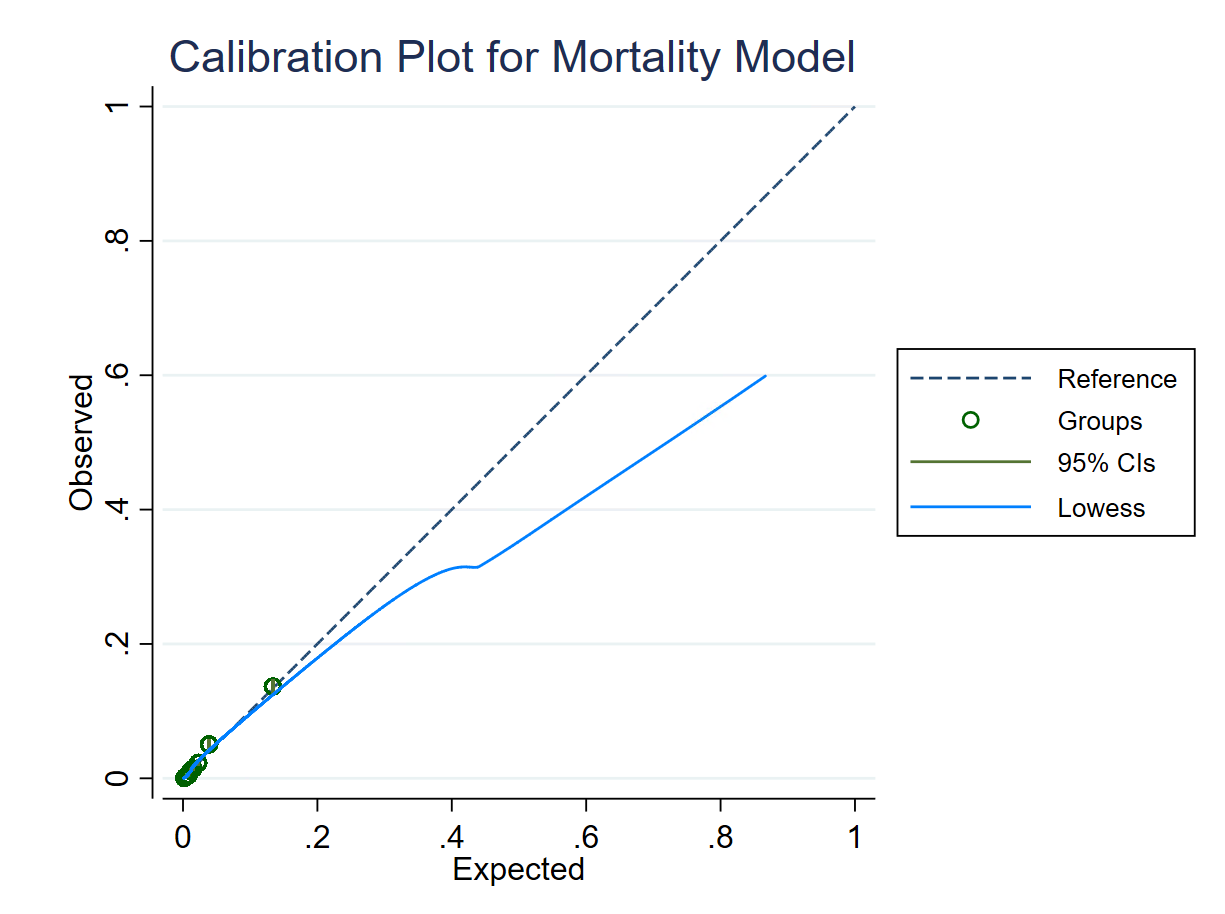 Calibration Plot for Mortality Model
1
.8
.6
.4
.2
0
Observed
0 .2 .4 .6 .8 1
Expected
Reference
Groups
95% CIs
Lowess